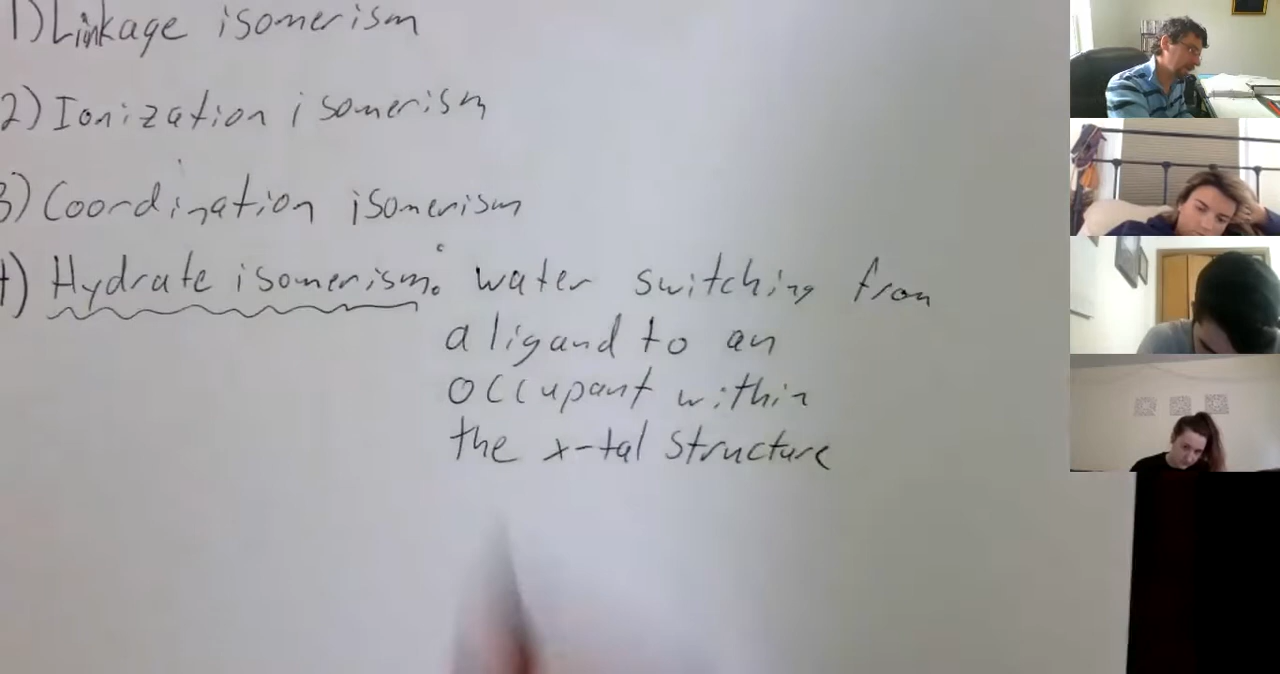 1) Linkage isomerism
2) Ionization isomerism
3) Coordination isomerism
4) Hydrate isomerism: water switching from
a ligand to an
occupant within
the x-tal structure